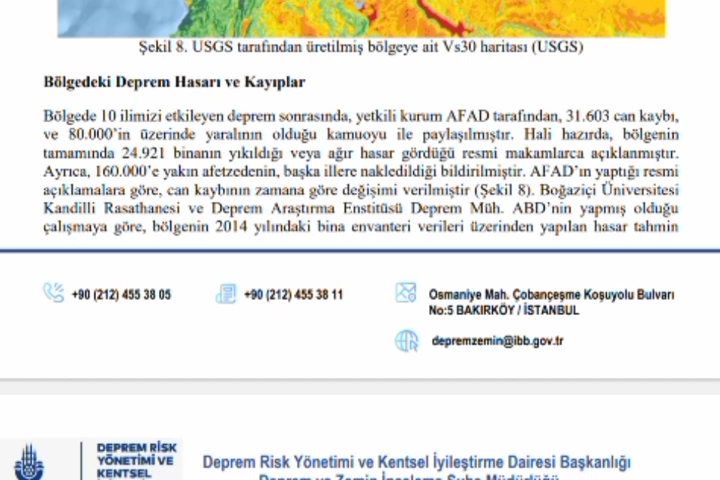 Şekil 8. USGS tarafından üretilmiş bölgeye ait Vs30 haritası (USGS)
Bölgedeki Deprem Hasarı ve Kayıplar
Bölgede 10 ilimizi etkileyen deprem sonrasında, yetkili kurum AFAD tarafından, 31.603 can kaybı,
ve 80.000'in üzerinde yaralının olduğu kamuoyu ile paylaşılmıştır. Hali hazırda, bölgenin
tamamında 24.921 binanın yıkıldığı veya ağır hasar gördüğü resmi makamlarca açıklanmıştır.
Ayrıca, 160.000'e yakın afetzedenin, başka illere nakledildiği bildirilmiştir. AFAD'ın yaptığı resmi
açıklamalara göre, can kaybının zamana göre değişimi verilmiştir (Şekil 8). Boğaziçi Üniversitesi
Kandilli Rasathanesi ve Deprem Araştırma Enstitüsü Deprem Müh. ABD'nin yapmış olduğu
çalışmaya göre, bölgenin 2014 yılındaki bina envanteri verileri üzerinden yapılan hasar tahmin
+90 (212) 455 38 05
+90 (212) 455 38 11
Osmaniye Mah. Çobançeşme Koşuyolu Bulvarı
No:5 BAKIRKÖY / İSTANBUL
depremzemin@ibb.gov.tr
DEPREM RİSK
YÖNETİMİ VE
KENTSEL
Deprem Risk Yönetimi ve Kentsel İyileştirme Dairesi Başkanlığı
Deprem ve Zemin İnceleme Şube Müdürlüğü